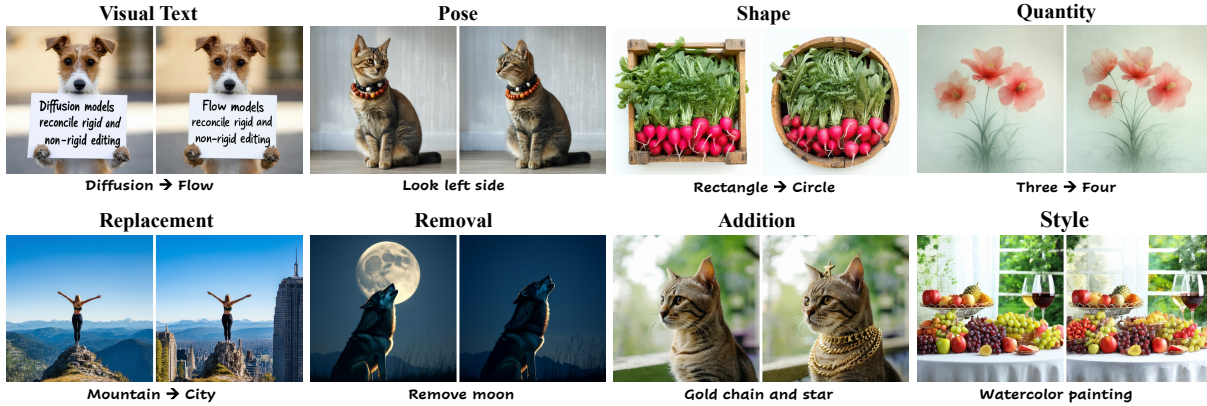 Visual Text
Pose
Shape
Quantity
Diffusion models
reconcile rigid and
non-rigid editing
Flow models
reconcile rigid and
non-rigid editing
Diffusion → Flow
Look left side
Rectangle → Circle
Three → Four
Replacement
Removal
Addition
Style
Mountain → City
Remove moon
Gold chain and star
Watercolor painting